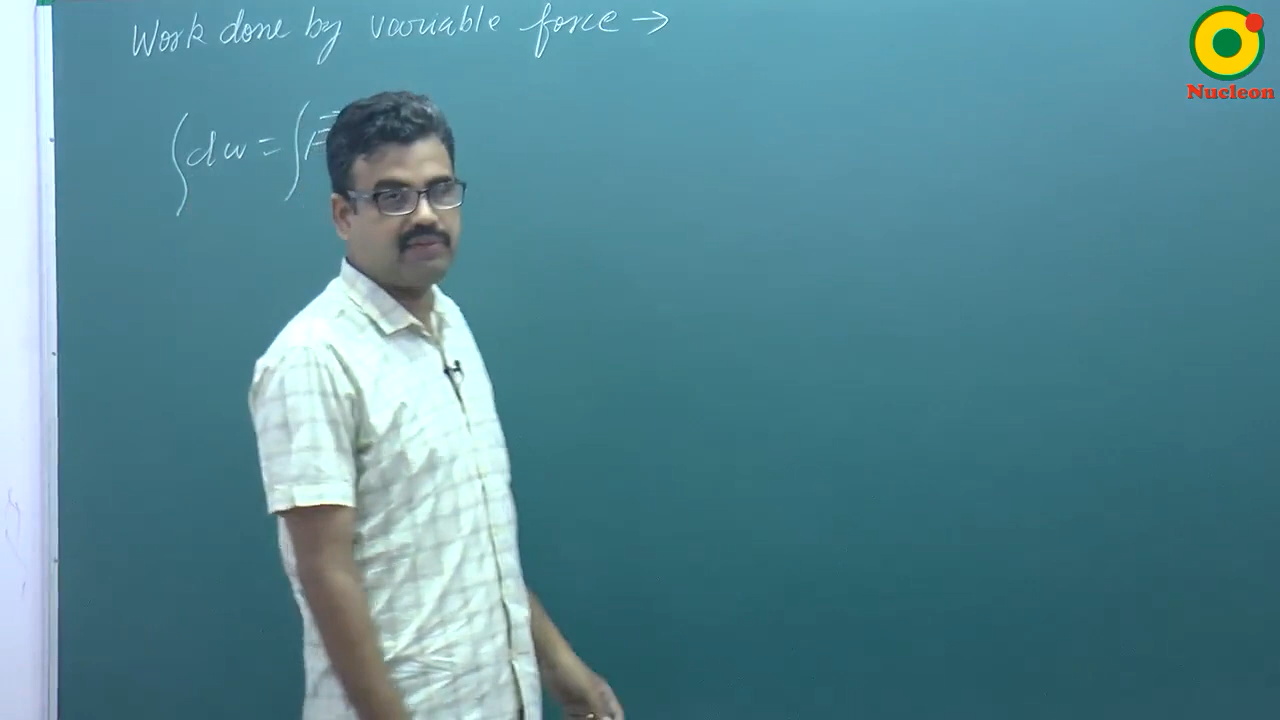 Work done by variable force →
∫dw = ∫F⃗
Nucleon